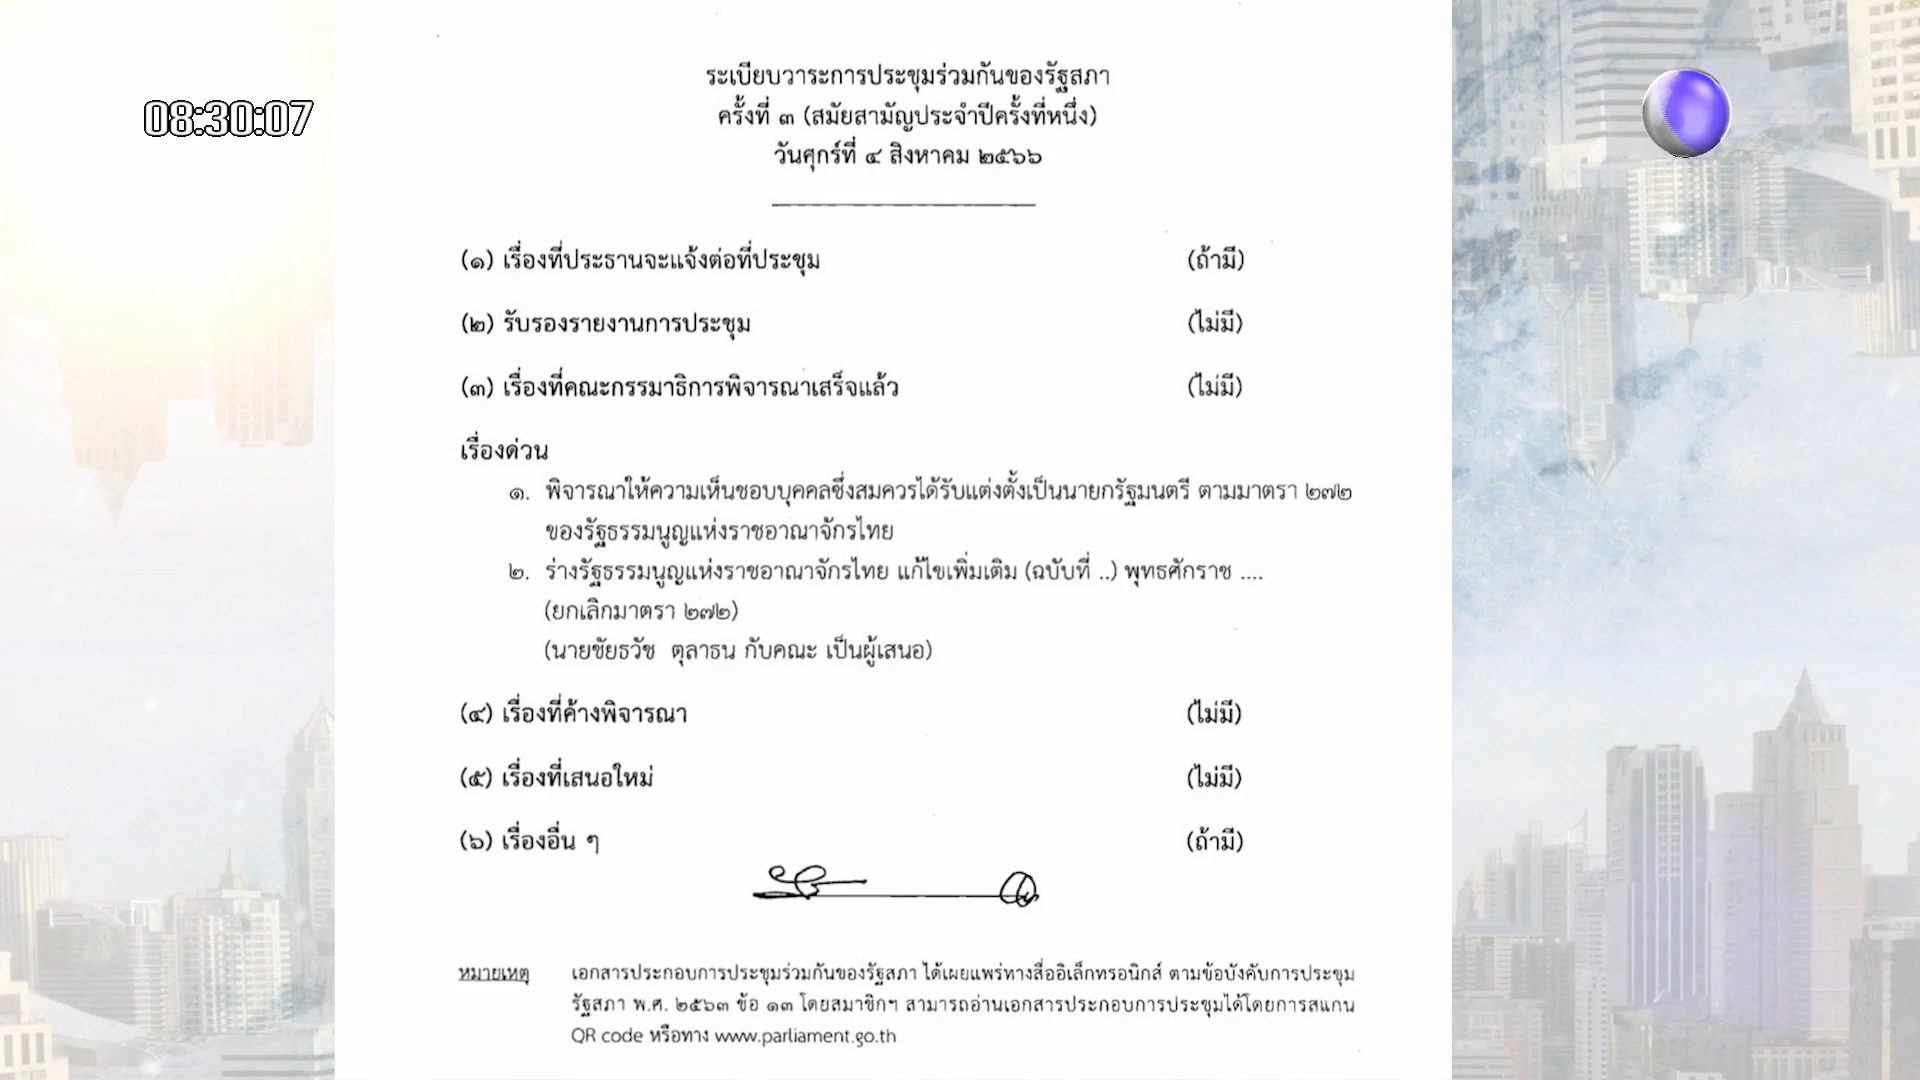 08:30:07
ระเบียบวาระการประชุมร่วมกันของรัฐสภา
ครั้งที่ ๓ (สมัยสามัญประจำปีครั้งที่หนึ่ง)
วันศุกร์ที่ ๔ สิงหาคม ๒๕๖๖
(๑) เรื่องที่ประธานจะแจ้งต่อที่ประชุม (ถ้ามี)
(๒) รับรองรายงานการประชุม (ไม่มี)
(๓) เรื่องที่คณะกรรมาธิการพิจารณาเสร็จแล้ว (ไม่มี)
เรื่องด่วน
๑. พิจารณาให้ความเห็นชอบบุคคลซึ่งสมควรได้รับแต่งตั้งเป็นนายกรัฐมนตรี ตามมาตรา ๒๗๒
ของรัฐธรรมนูญแห่งราชอาณาจักรไทย
๒. ร่างรัฐธรรมนูญแห่งราชอาณาจักรไทย แก้ไขเพิ่มเติม (ฉบับที่ ..) พุทธศักราช ....
(ยกเลิกมาตรา ๒๗๒)
(นายชัยธวัช ตุลาธน กับคณะ เป็นผู้เสนอ)
(๔) เรื่องที่ค้างพิจารณา (ไม่มี)
(๕) เรื่องที่เสนอใหม่ (ไม่มี)
(๖) เรื่องอื่น ๆ (ถ้ามี)
หมายเหตุ เอกสารประกอบการประชุมร่วมกันของรัฐสภา ได้เผยแพร่ทางสื่ออิเล็กทรอนิกส์ ตามข้อบังคับการประชุม
รัฐสภา พ.ศ. ๒๕๖๓ ข้อ ๑๓ โดยสมาชิกฯ สามารถอ่านเอกสารประกอบการประชุมได้โดยการสแกน
QR code หรือทาง www.parliament.go.th